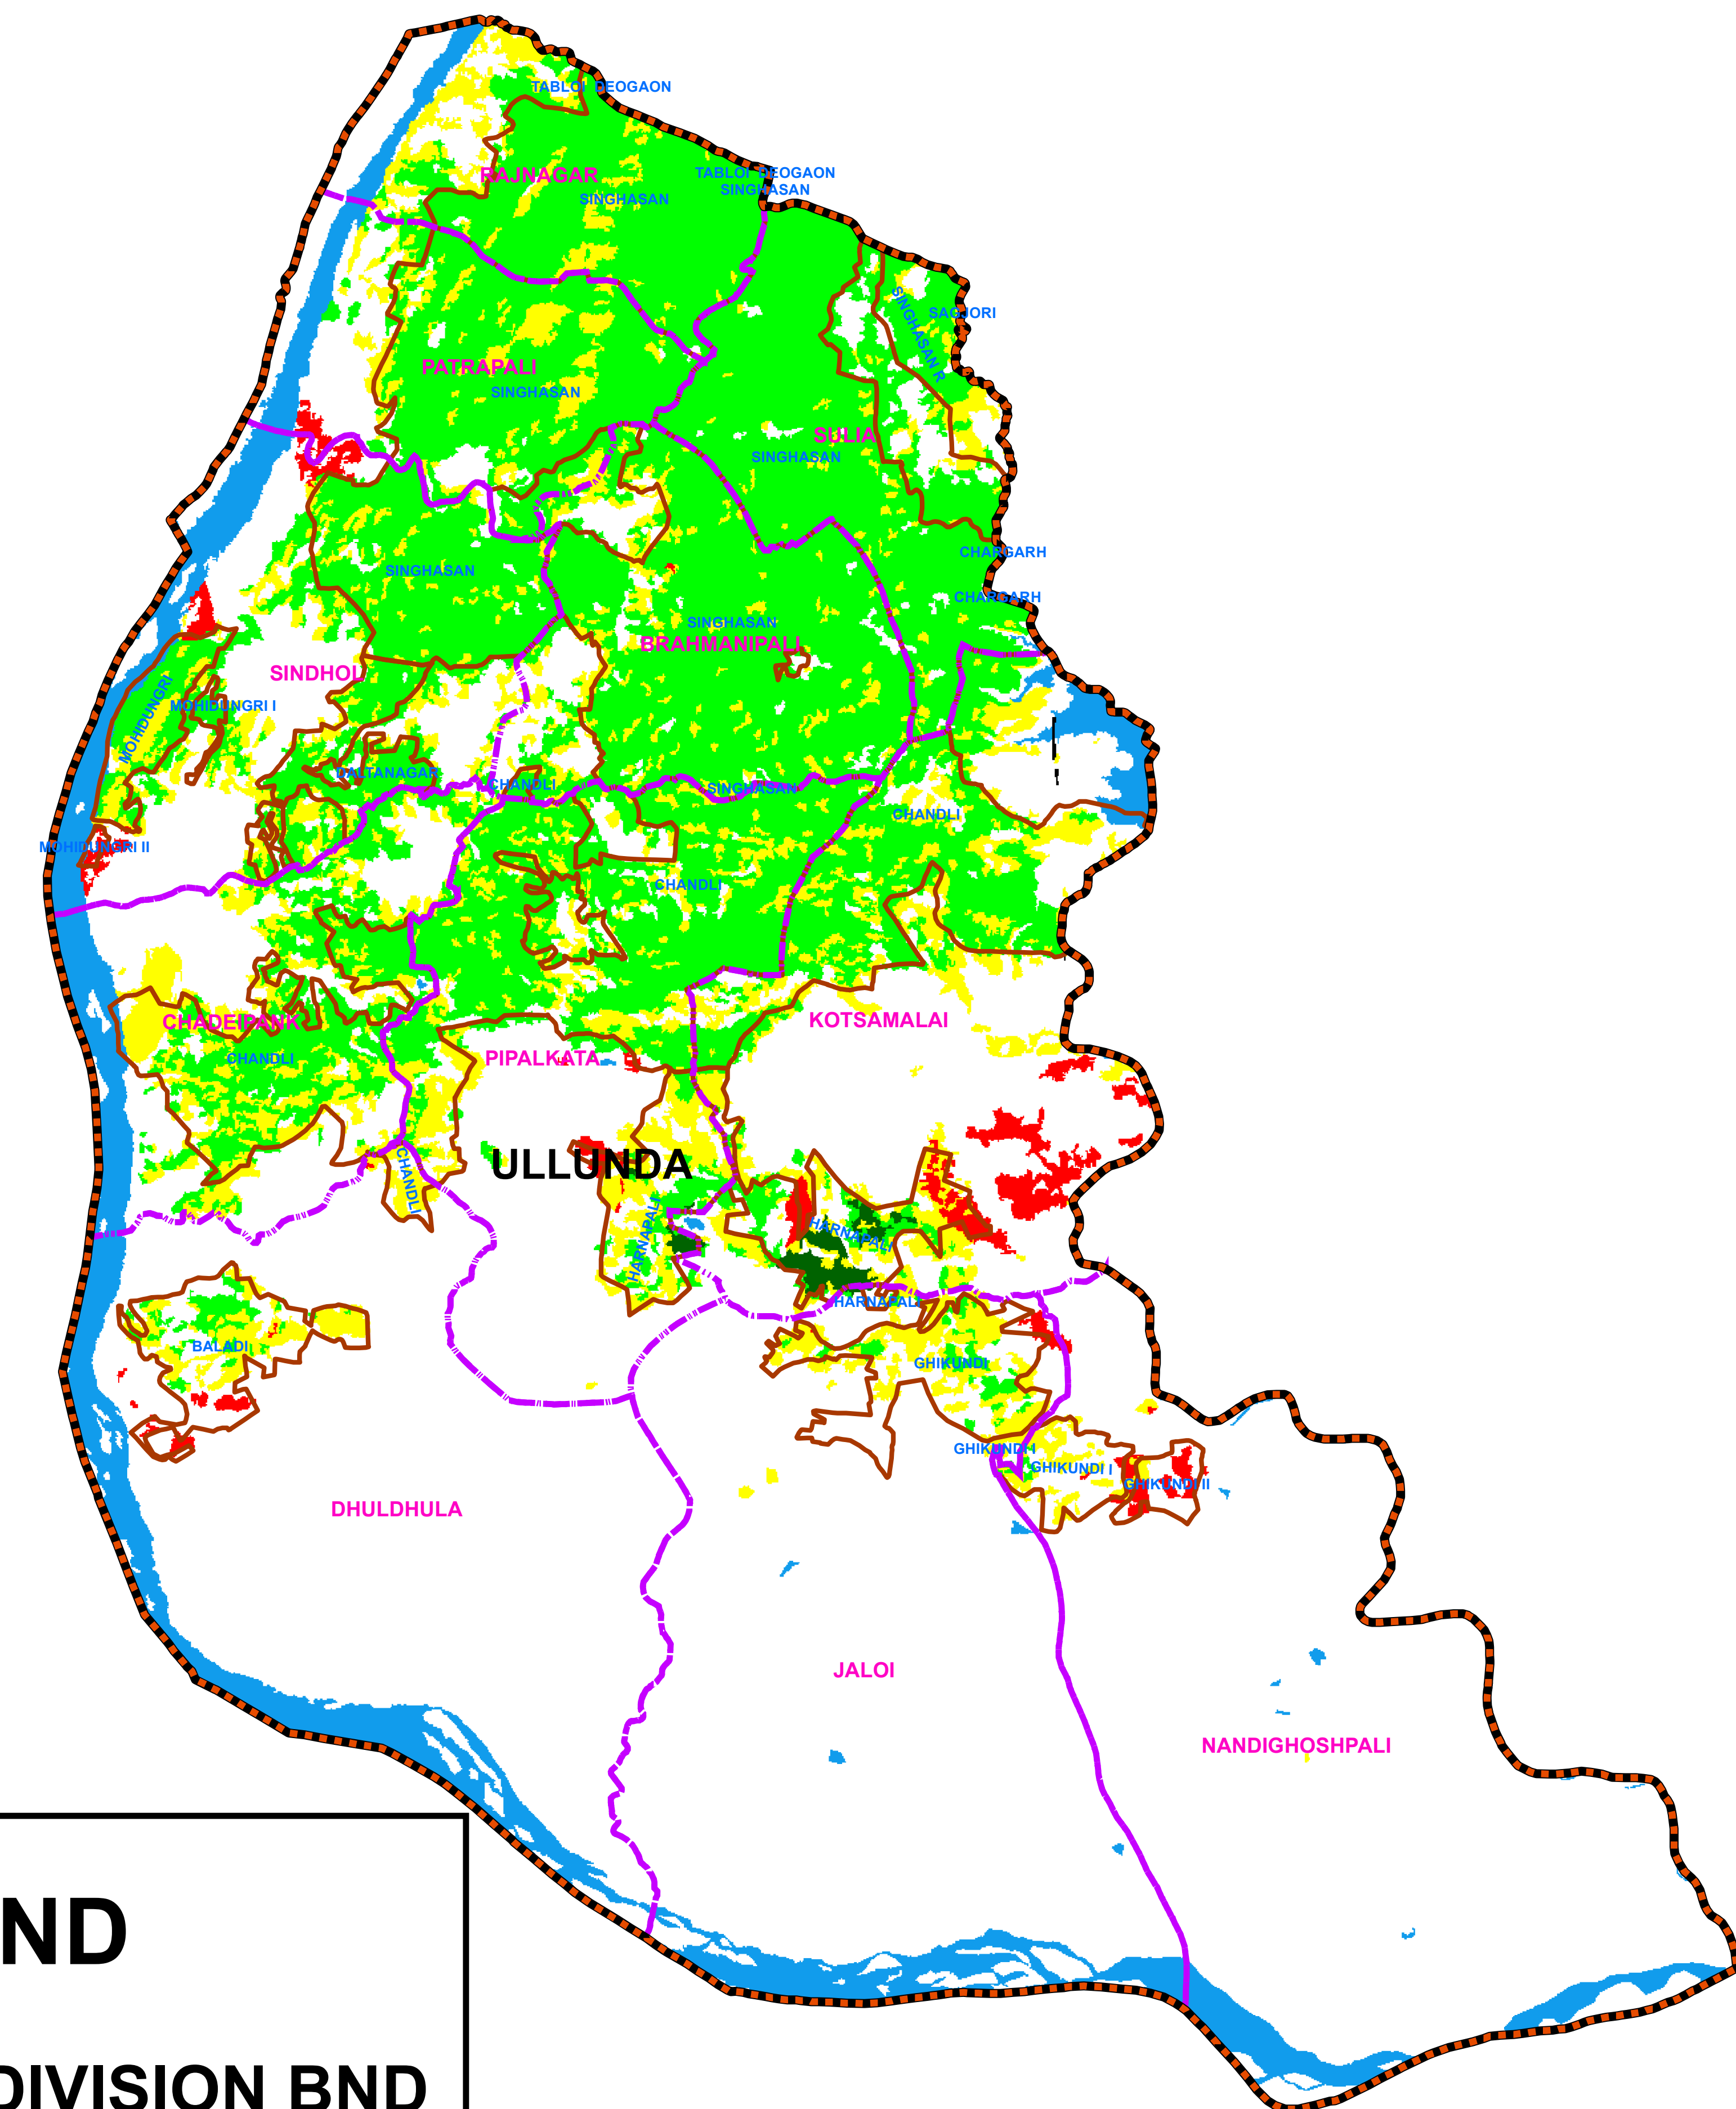 TABLOI DEOGAON
RAJNAGAR
TABLOI DEOGAON
SINGHASAN
SINGHASAN
SINGHASAN R
SAGJORI
PATRAPALI
SINGHASAN
SULIA
SINGHASAN
CHARGARH
SINGHASAN
CHARGARH
SINGHASAN
BRAHMANIPALI
SINDHOL
MOHIDUNGRI
MOHIDUNGRI I
DALTANAGAN
CHANDLI
SINGHASAN
CHANDLI
MOHIDUNGRI II
CHANDLI
CHADEIPANK
KOTSAMALAI
CHANDLI
PIPALKATA
ULLUNDA
CHANDLI
HARNAPALI
HARNAPALI
HARNAPALI
BALADI
GHIKUNDI
GHIKUNDI I
GHIKUNDI I
GHIKUNDI II
DHULDHULA
JALOI
NANDIGHOSHPALI
ND
DIVISION BND